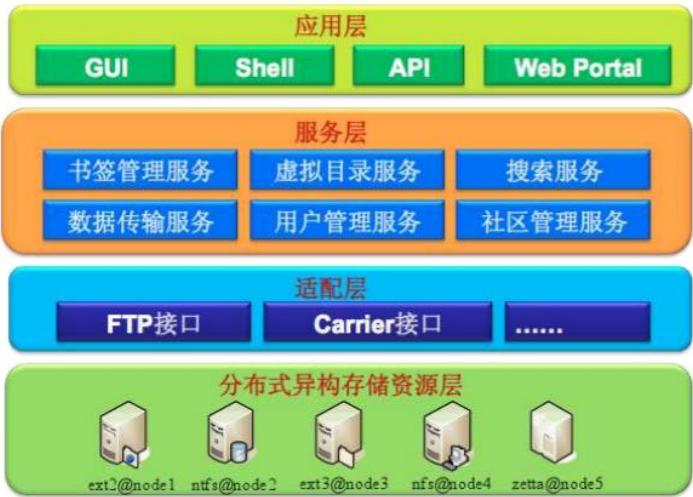 应用层
GUI Shell API Web Portal
服务层
书签管理服务 虚拟目录服务 搜索服务
数据传输服务 用户管理服务 社区管理服务
适配层
FTP接口 Carrier接口 ......
分布式异构存储资源层
ext2@node1 ntfs@node2 ext3@node3 nfs@node4 zetta@node5